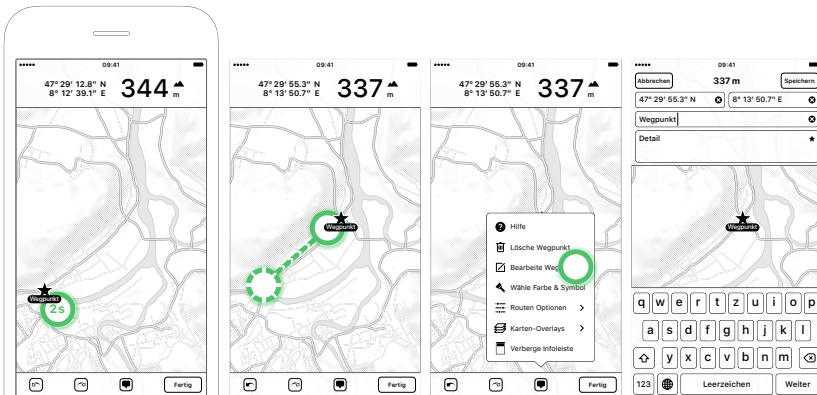 09:41
47° 29′ 12.8″ N
8° 12′ 39.1″ E
344 m
Wegpunkt
2s
Fertig
09:41
47° 29′ 55.3″ N
8° 13′ 50.7″ E
337 m
Wegpunkt
Fertig
09:41
47° 29′ 55.3″ N
8° 13′ 50.7″ E
337 m
Hilfe
Lösche Wegpunkt
Bearbeite Weg
Wähle Farbe & Symbol
Routen Optionen
Karten-Overlays
Verberge Infoleiste
Fertig
09:41
Abbrechen 337 m Speichern
47° 29′ 55.3″ N 8° 13′ 50.7″ E
Wegpunkt
Detail
Wegpunkt
q w e r t z u i o p
a s d f g h j k l
y x c v b n m
123 Leerzeichen Weiter